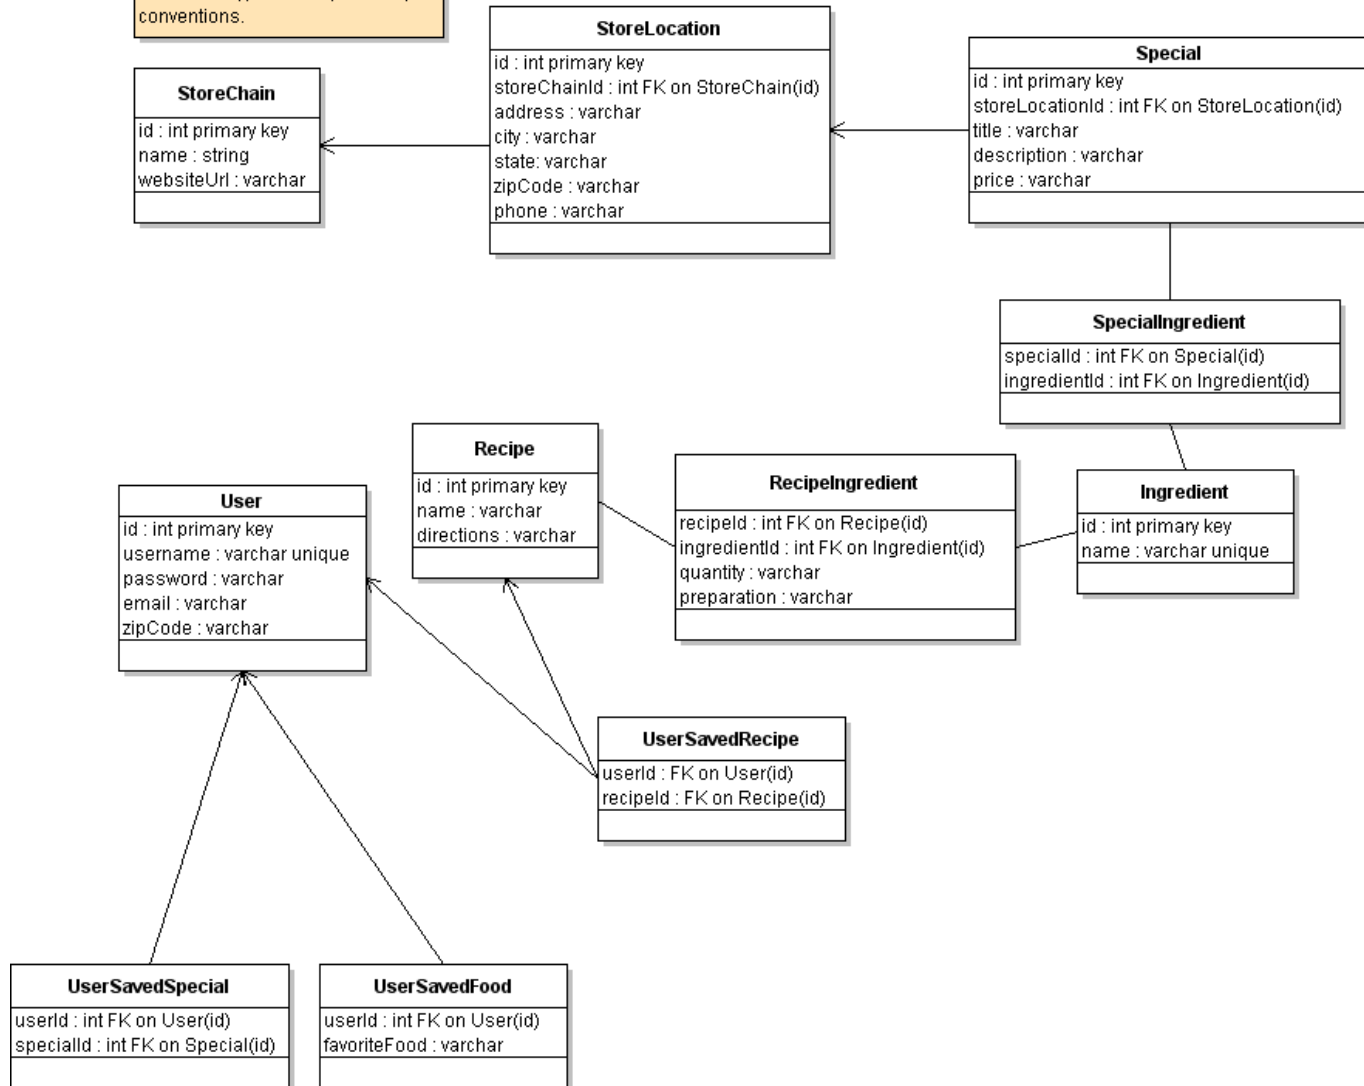 conventions.
StoreChain
id : int primary key
name : string
websiteUrl : varchar
StoreLocation
id : int primary key
storeChainId : int FK on StoreChain(id)
address : varchar
city : varchar
state: varchar
zipCode : varchar
phone : varchar
Special
id : int primary key
storeLocationId : int FK on StoreLocation(id)
title : varchar
description : varchar
price : varchar
SpecialIngredient
specialId : int FK on Special(id)
ingredientId : int FK on Ingredient(id)
Recipe
id : int primary key
name : varchar
directions : varchar
RecipeIngredient
recipeId : int FK on Recipe(id)
ingredientId : int FK on Ingredient(id)
quantity : varchar
preparation : varchar
Ingredient
id : int primary key
name : varchar unique
User
id : int primary key
username : varchar unique
password : varchar
email : varchar
zipCode : varchar
UserSavedRecipe
userId : FK on User(id)
recipeId : FK on Recipe(id)
UserSavedSpecial
userId : int FK on User(id)
specialId : int FK on Special(id)
UserSavedFood
userId : int FK on User(id)
favoriteFood : varchar